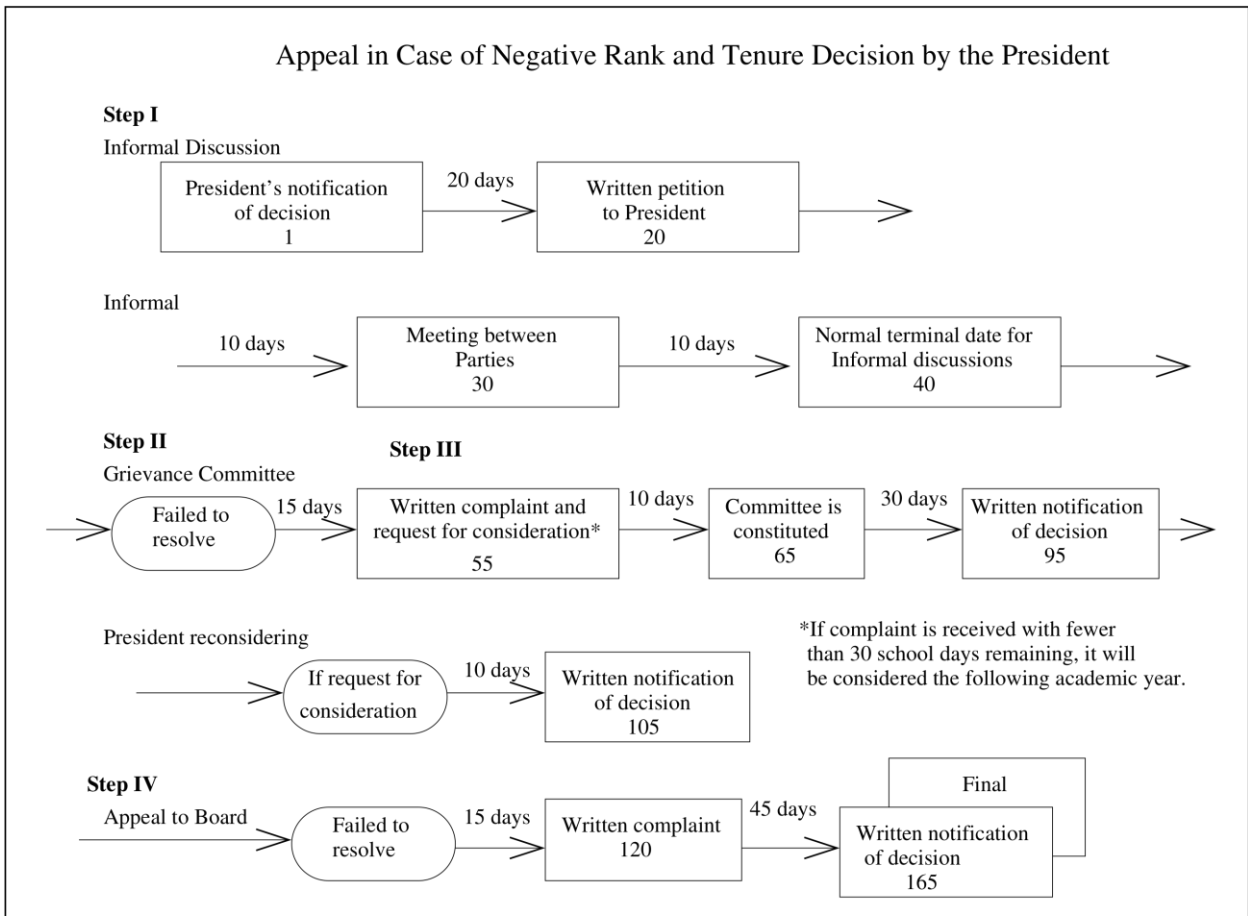 Appeal in Case of Negative Rank and Tenure Decision by the President
Step I
Informal Discussion
President's notification
of decision
1
20 days
Written petition
to President
20
Informal
10 days
Meeting between
Parties
30
10 days
Normal terminal date for
Informal discussions
40
Step II
Grievance Committee
Failed to
resolve
15 days
Step III
Written complaint and
request for consideration*
55
10 days
Committee is
constituted
65
30 days
Written notification
of decision
95
President reconsidering
If request for
consideration
10 days
Written notification
of decision
105
*If complaint is received with fewer
than 30 school days remaining, it will
be considered the following academic year.
Step IV
Appeal to Board
Failed to
resolve
15 days
Written complaint
120
45 days
Final
Written notification
of decision
165